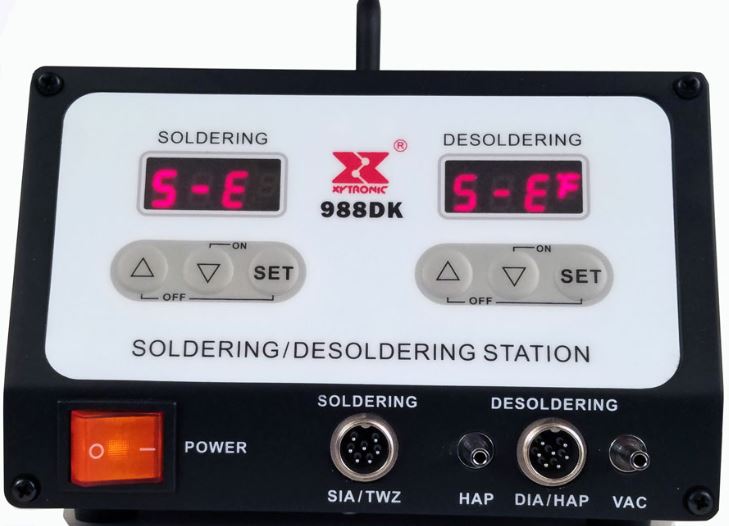 SOLDERING
DESOLDERING
S-E
S-EF
XYTRONIC®
988DK
ON
SET
OFF
ON
SET
OFF
SOLDERING/DESOLDERING STATION
SOLDERING
DESOLDERING
O —
POWER
SIA/TWZ
HAP
DIA/HAP
VAC